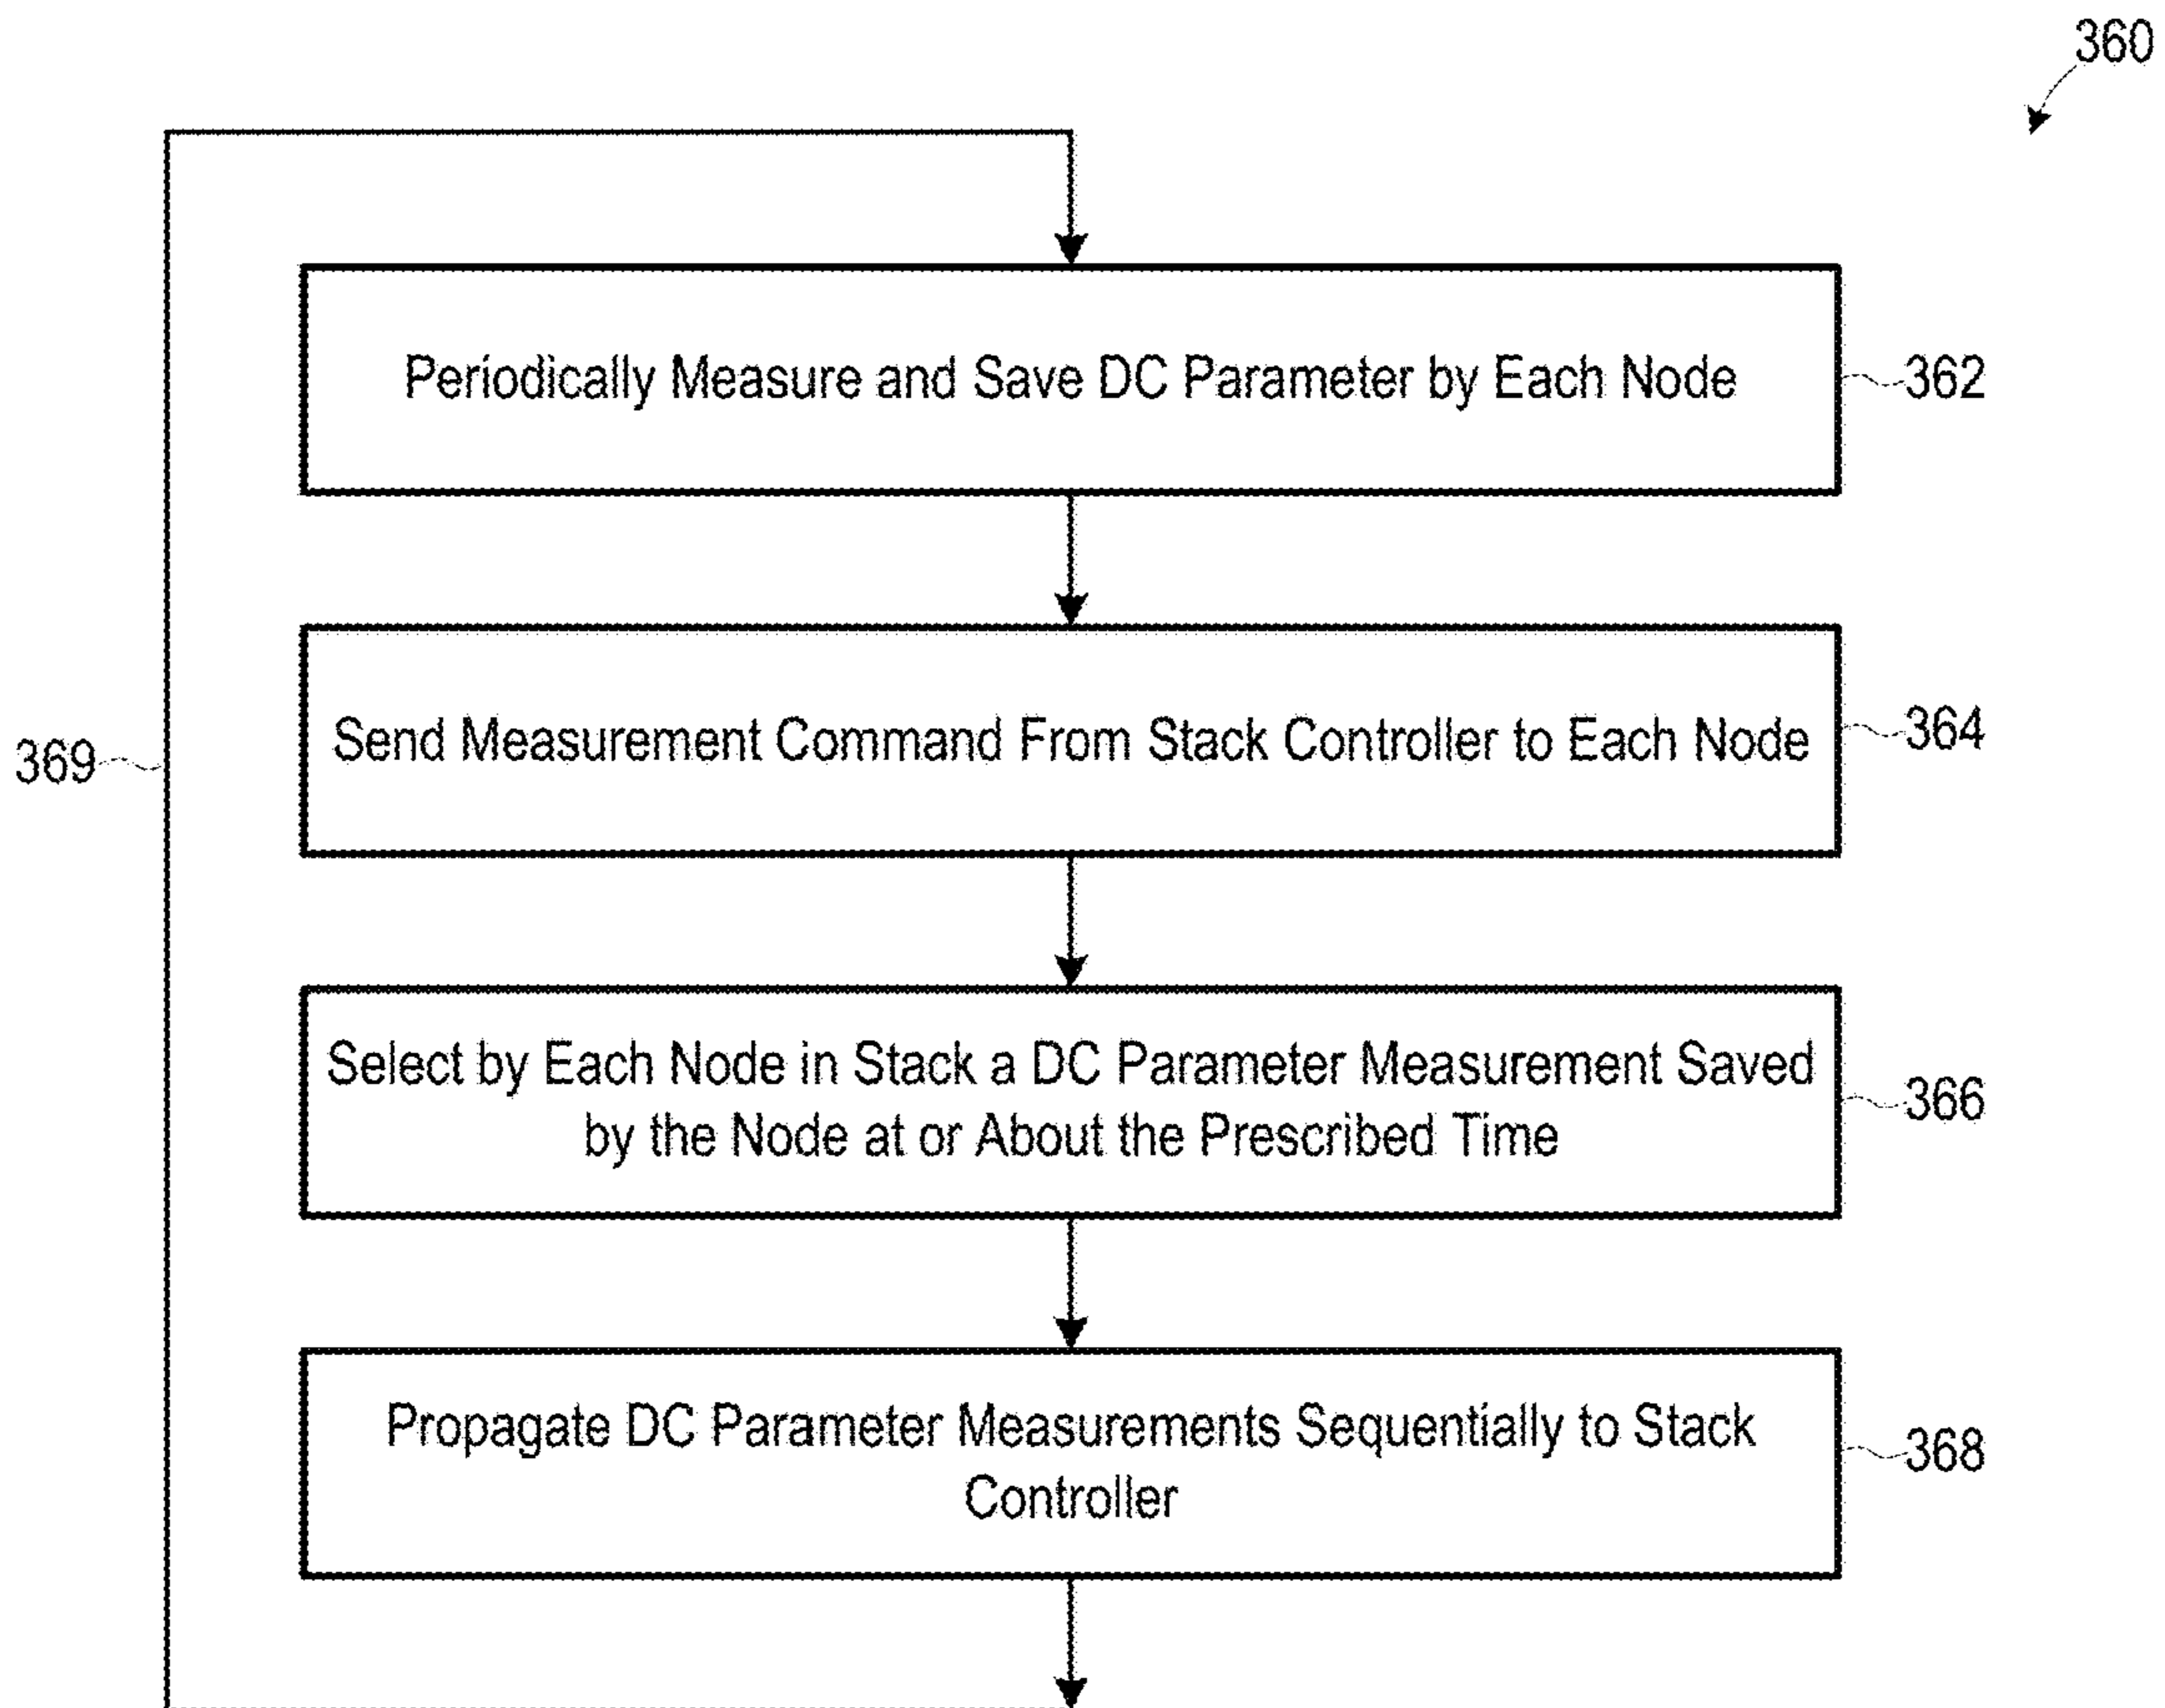 360
Periodically Measure and Save DC Parameter by Each Node
362
Send Measurement Command From Stack Controller to Each Node
364
369
Select by Each Node in Stack a DC Parameter Measurement Saved
by the Node at or About the Prescribed Time
366
Propagate DC Parameter Measurements Sequentially to Stack
Controller
368